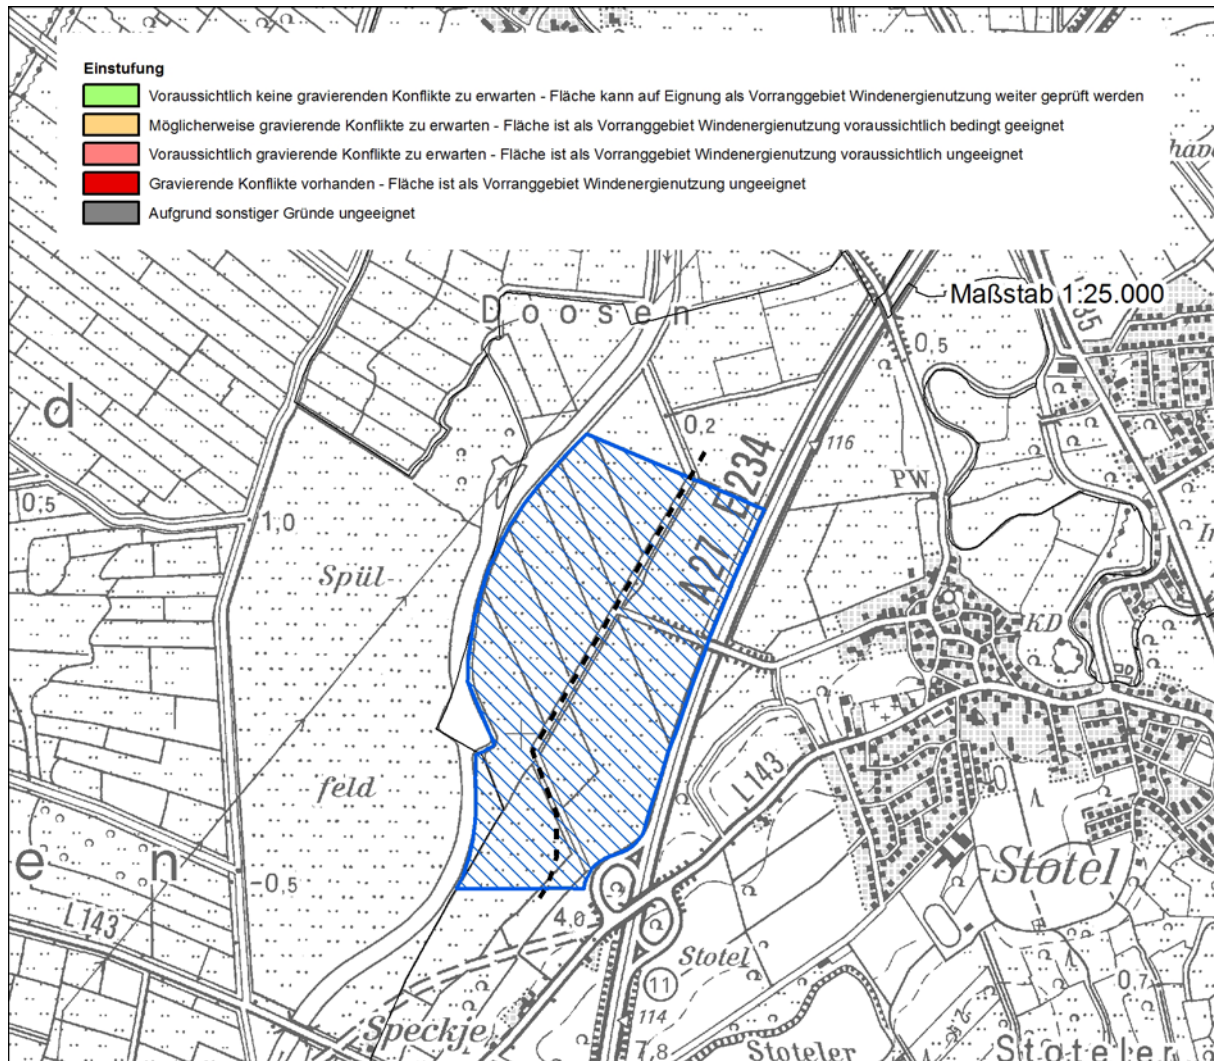 Einstufung
Voraussichtlich keine gravierenden Konflikte zu erwarten - Fläche kann auf Eignung als Vorranggebiet Windenergienutzung weiter geprüft werden
Möglicherweise gravierende Konflikte zu erwarten - Fläche ist als Vorranggebiet Windenergienutzung voraussichtlich bedingt geeignet
Voraussichtlich gravierende Konflikte zu erwarten - Fläche ist als Vorranggebiet Windenergienutzung voraussichtlich ungeeignet
Gravierende Konflikte vorhanden - Fläche ist als Vorranggebiet Windenergienutzung ungeeignet
Aufgrund sonstiger Gründe ungeeignet
Maßstab 1:25.000
Doosen
0,5
d
0,2
116
E234
PW.
0,5
1,0
A27
Spül-
KD
feld
L143
Stotel
e n
-0,5
L143
4,0
Stotel
11
114
0,7
Speckje
7,8
Stoteler
Stoteler